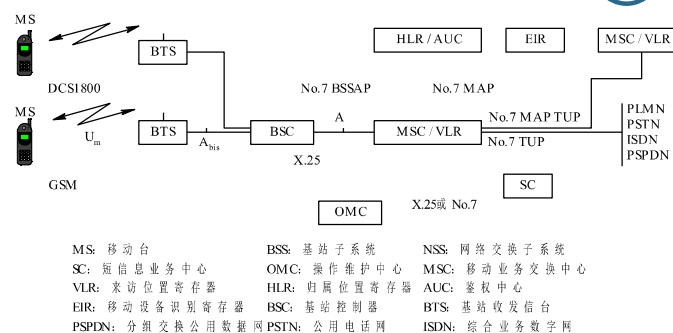 MS
HLR/AUC
EIR
MSC/VLR
BTS
DCS1800
No.7 BSSAP
No.7 MAP
MS
PLMN
PSTN
ISDN
PSPDN
No.7 MAP TUP
A
BTS
BSC
MSC/VLR
Um
Abis
No.7 TUP
X.25
GSM
SC
X.25或 No.7
OMC
MS: 移动台 BSS: 基站子系统 NSS: 网络交换子系统
SC: 短信息业务中心 OMC: 操作维护中心 MSC: 移动业务交换中心
VLR: 来访位置寄存器 HLR: 归属位置寄存器 AUC: 鉴权中心
EIR: 移动设备识别寄存器 BSC: 基站控制器 BTS: 基站收发信台
PSPDN: 分组交换公用数据网 PSTN: 公用电话网 ISDN: 综合业务数字网